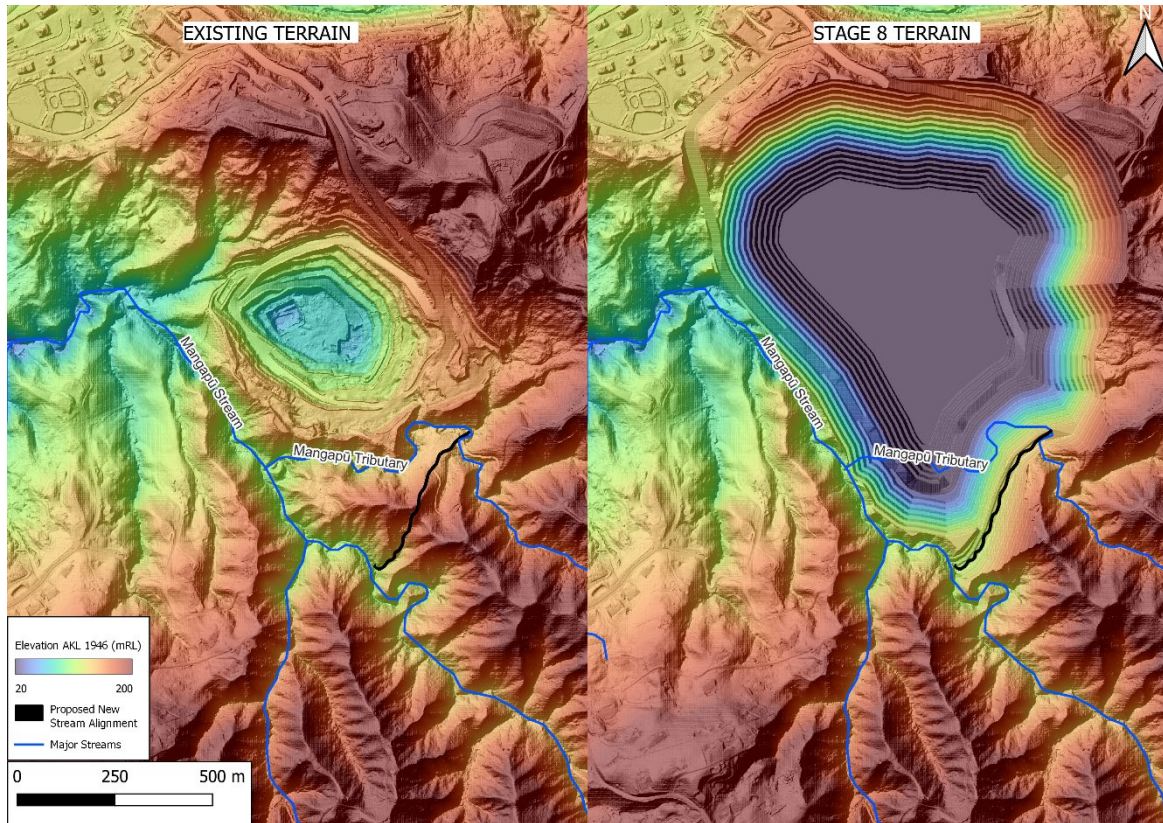 EXISTING TERRAIN
STAGE 8 TERRAIN
N
Mangapū Stream
Mangapū Tributary
Mangapū Stream
Mangapū Tributary
Elevation AKL 1946 (mRL)
20 200
Proposed New
Stream Alignment
Major Streams
0 250 500 m